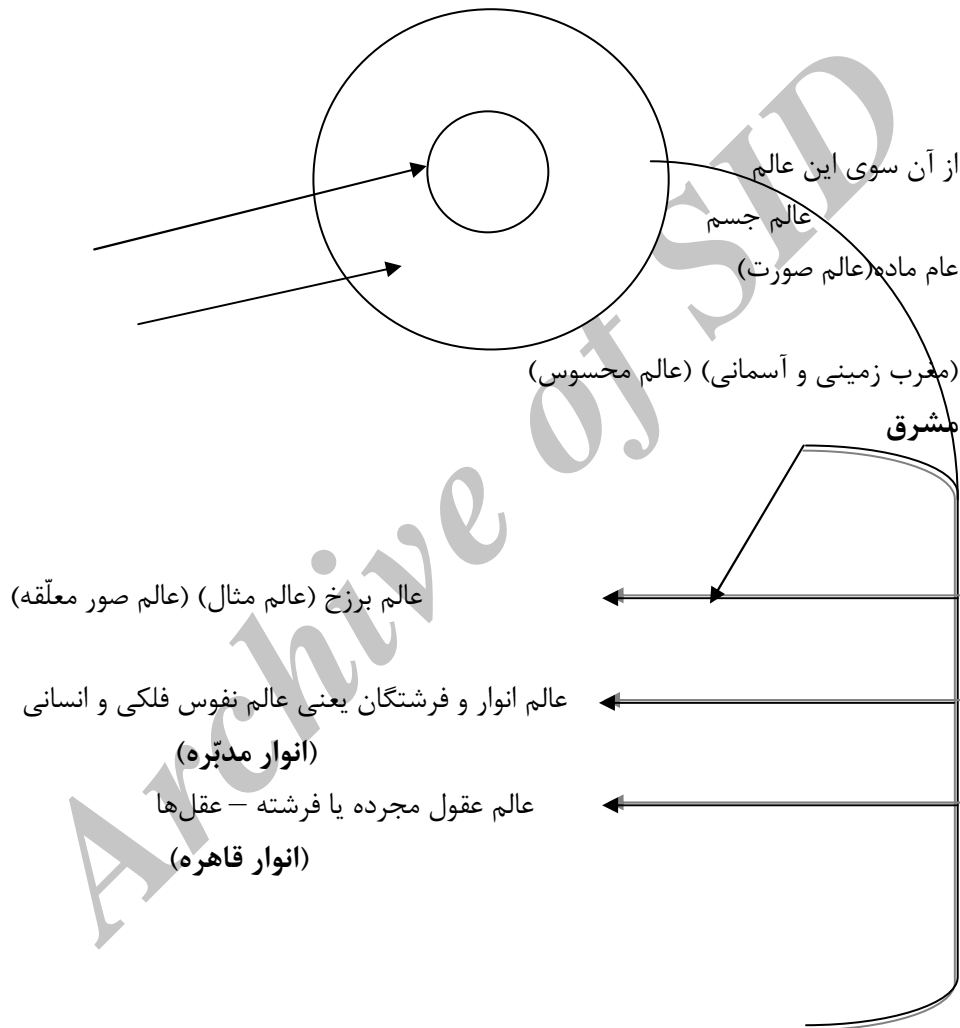 از آن سوی این عالم
عالم جسم
عام ماده(عالم صورت)
(مغرب زمینی و آسمانی) (عالم محسوس)
مشرق
عالم برزخ (عالم مثال) (عالم صور معلّقه)
عالم انوار و فرشتگان یعنی عالم نفوس فلکی و انسانی
(انوار مدبّره)
عالم عقول مجرده یا فرشته – عقل‌ها
(انوار قاهره)
Archive of SID